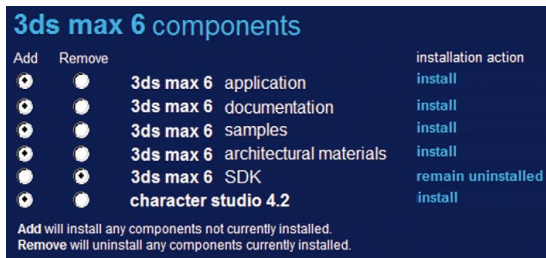 3ds max 6 components
Add Remove installation action
3ds max 6 application install
3ds max 6 documentation install
3ds max 6 samples install
3ds max 6 architectural materials install
3ds max 6 SDK remain uninstalled
character studio 4.2 install
Add will install any components not currently installed.
Remove will uninstall any components currently installed.